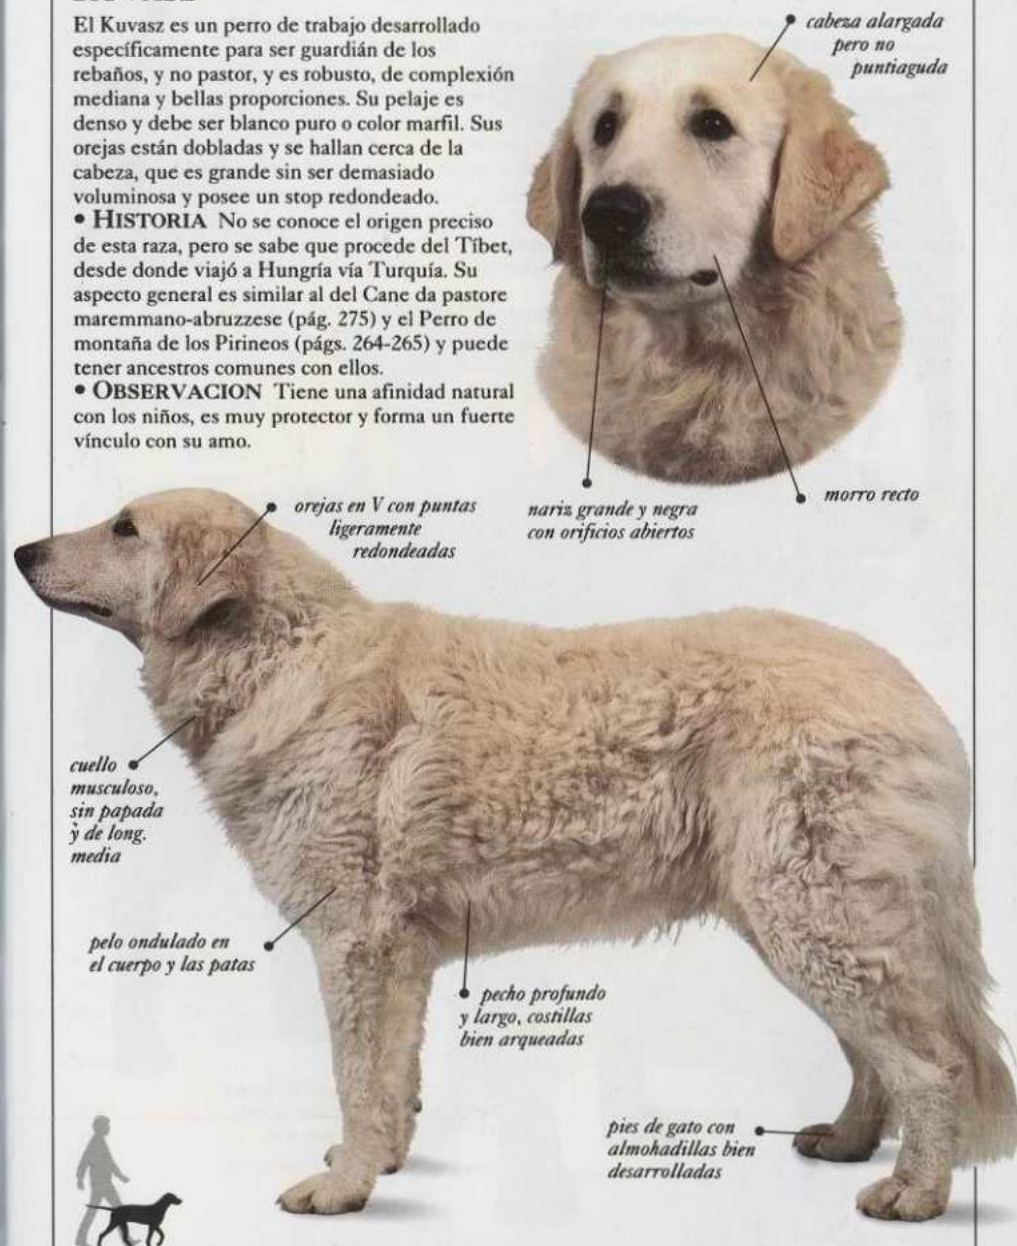 El Kuvasz es un perro de trabajo desarrollado
específicamente para ser guardián de los
rebaños, y no pastor, y es robusto, de complexión
mediana y bellas proporciones. Su pelaje es
denso y debe ser blanco puro o color marfil. Sus
orejas están dobladas y se hallan cerca de la
cabeza, que es grande sin ser demasiado
voluminosa y posee un stop redondeado.
• HISTORIA No se conoce el origen preciso
de esta raza, pero se sabe que procede del Tíbet,
desde donde viajó a Hungría vía Turquía. Su
aspecto general es similar al del Cane da pastore
maremmano-abruzzese (pág. 275) y el Perro de
montaña de los Pirineos (págs. 264-265) y puede
tener ancestros comunes con ellos.
• OBSERVACION Tiene una afinidad natural
con los niños, es muy protector y forma un fuerte
vínculo con su amo.
cabeza alargada
pero no
puntiaguda
nariz grande y negra
con orificios abiertos
morro recto
orejas en V con puntas
ligeramente
redondeadas
cuello
musculoso,
sin papada
y de long.
media
pelo ondulado en
el cuerpo y las patas
pecho profundo
y largo, costillas
bien arqueadas
pies de gato con
almohadillas bien
desarrolladas